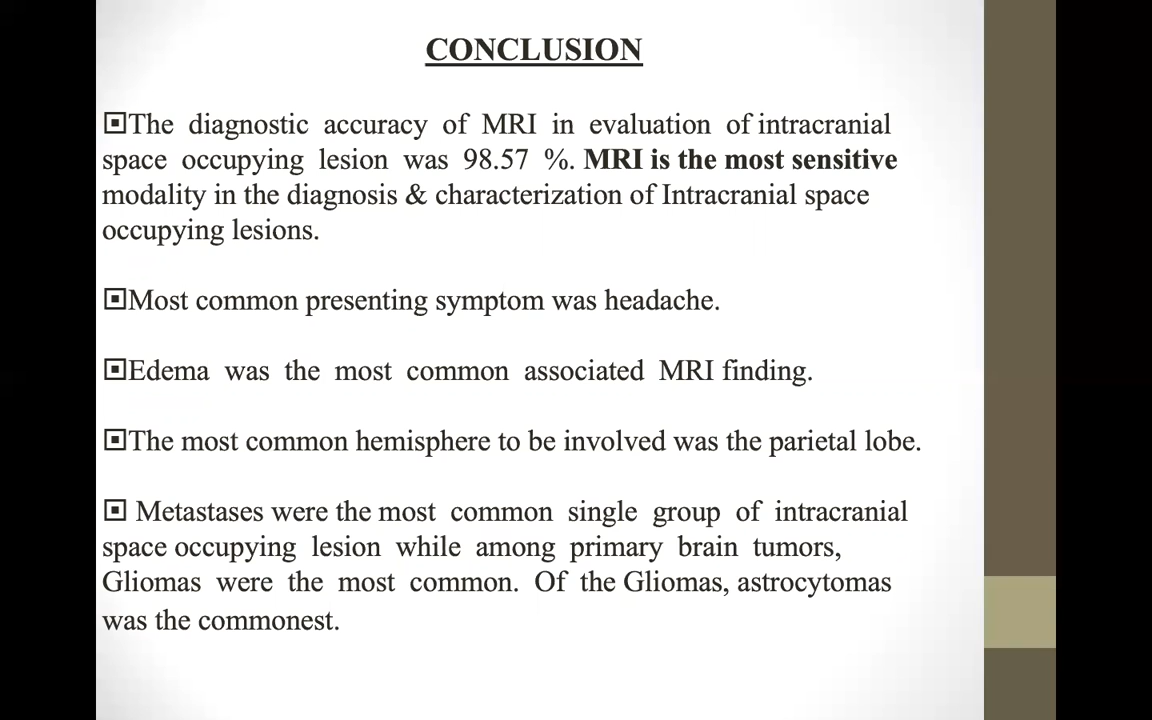 CONCLUSION
The diagnostic accuracy of MRI in evaluation of intracranial
space occupying lesion was 98.57 %. MRI is the most sensitive
modality in the diagnosis & characterization of Intracranial space
occupying lesions.
Most common presenting symptom was headache.
Edema was the most common associated MRI finding.
The most common hemisphere to be involved was the parietal lobe.
Metastases were the most common single group of intracranial
space occupying lesion while among primary brain tumors,
Gliomas were the most common. Of the Gliomas, astrocytomas
was the commonest.